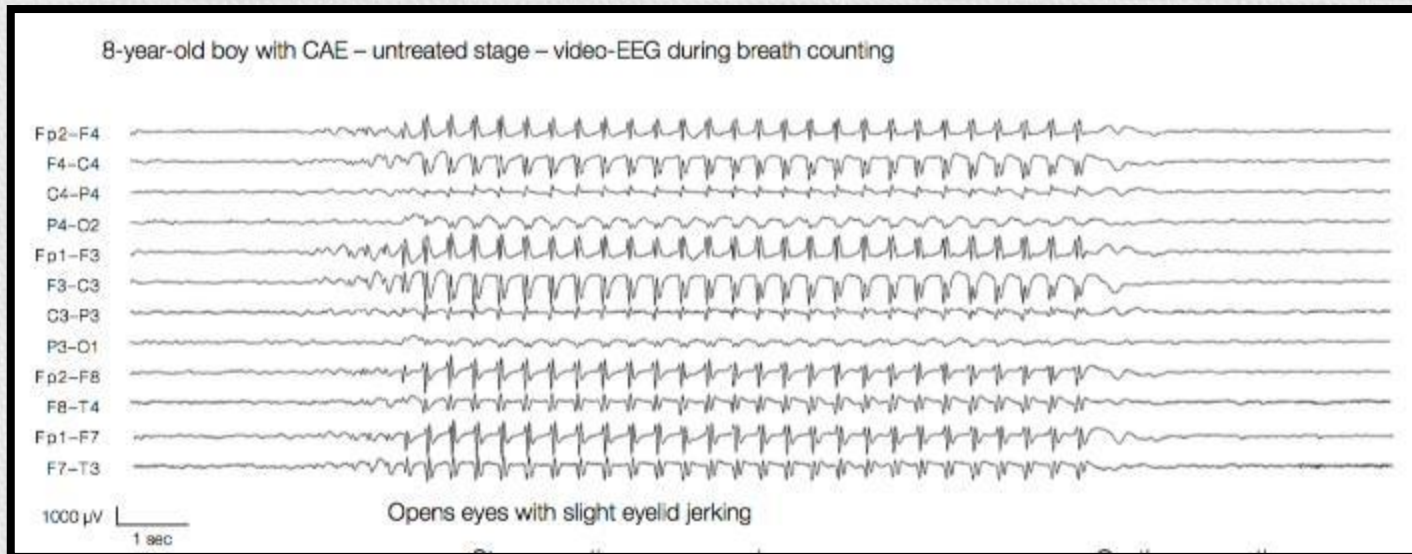 8-year-old boy with CAE – untreated stage – video-EEG during breath counting
Fp2–F4
F4–C4
C4–P4
P4–O2
Fp1–F3
F3–C3
C3–P3
P3–O1
Fp2–F8
F8–T4
Fp1–F7
F7–T3
1000 μV
1 sec
Opens eyes with slight eyelid jerking